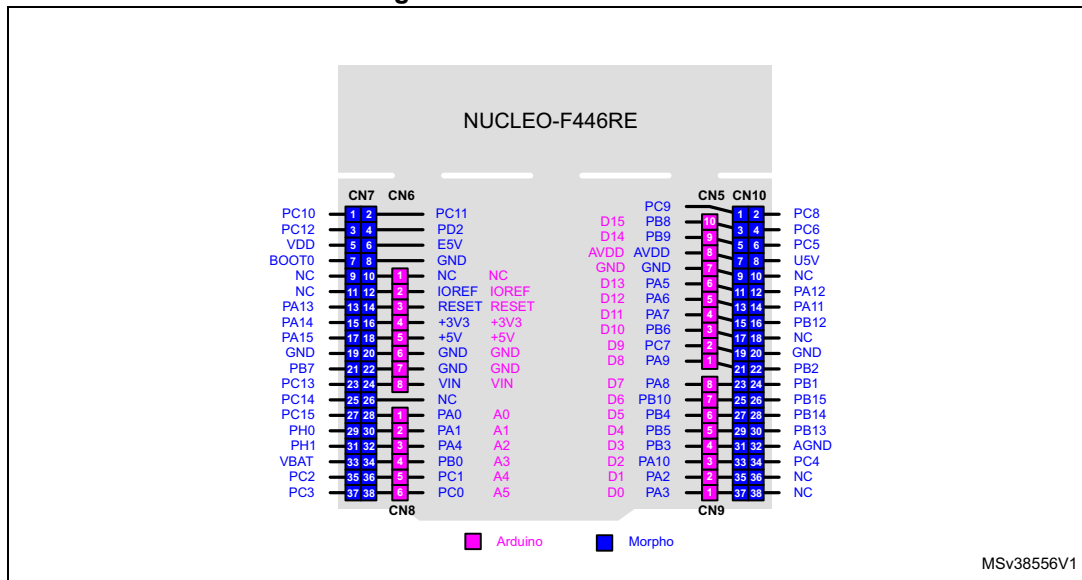 NUCLEO-F446RE
CN7 CN6 CN5 CN10
PC9
PC10 1 2 PC11 D15 PB8 10 1 2 PC8
PC12 3 4 PD2 D14 PB9 9 3 4 PC6
VDD 5 6 E5V AVDD AVDD 8 5 6 PC5
BOOT0 7 8 GND GND GND 7 7 8 U5V
NC 9 10 1 NC NC D13 PA5 6 9 10 NC
NC 11 12 2 IOREF IOREF D12 PA6 5 11 12 PA12
PA13 13 14 3 RESET RESET D11 PA7 4 13 14 PA11
PA14 15 16 4 +3V3 +3V3 D10 PB6 3 15 16 PB12
PA15 17 18 5 +5V +5V D9 PC7 2 17 18 NC
GND 19 20 6 GND GND D8 PA9 1 19 20 GND
PB7 21 22 7 GND GND 21 22 PB2
PC13 23 24 8 VIN VIN D7 PA8 8 23 24 PB1
PC14 25 26 NC D6 PB10 7 25 26 PB15
PC15 27 28 1 PA0 A0 D5 PB4 6 27 28 PB14
PH0 29 30 2 PA1 A1 D4 PB5 5 29 30 PB13
PH1 31 32 3 PA4 A2 D3 PB3 4 31 32 AGND
VBAT 33 34 4 PB0 A3 D2 PA10 3 33 34 PC4
PC2 35 36 5 PC1 A4 D1 PA2 2 35 36 NC
PC3 37 38 6 PC0 A5 D0 PA3 1 37 38 NC
CN8 CN9
Arduino Morpho
MSv38556V1